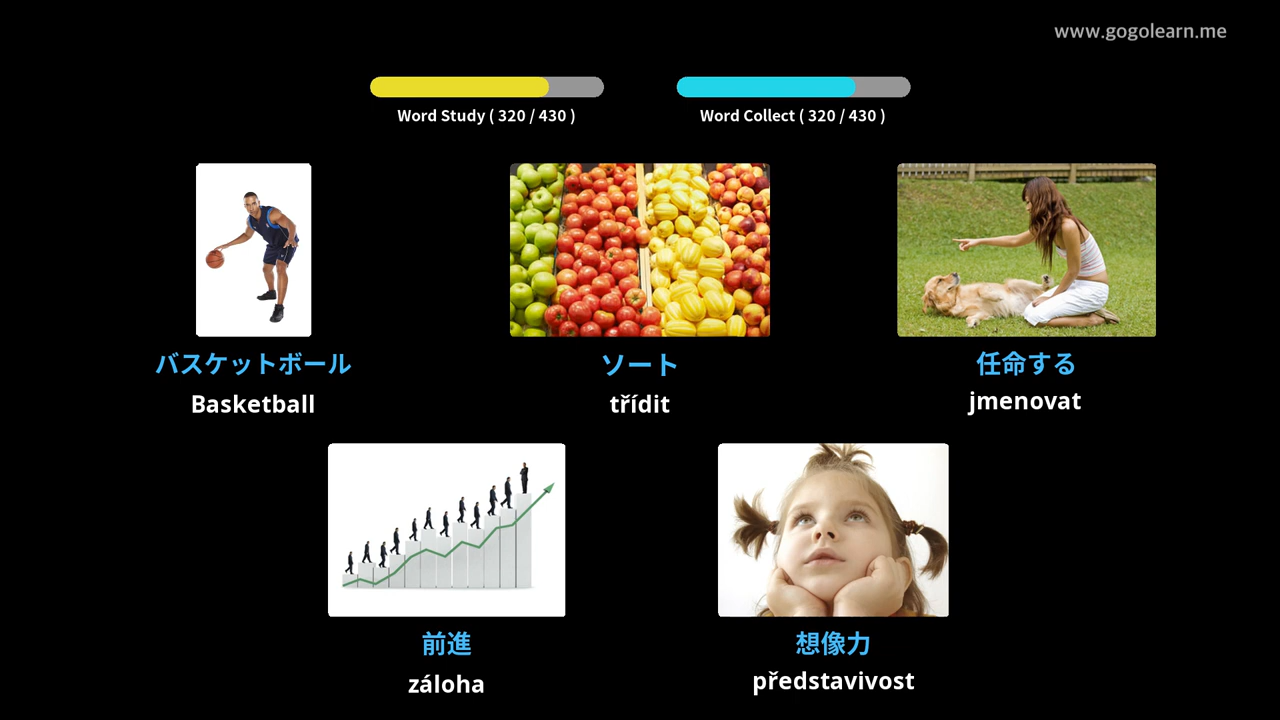 www.gogolearn.me
Word Study ( 320 / 430 )
Word Collect ( 320 / 430 )
バスケットボール
Basketball
ソート
třídit
任命する
jmenovat
前進
záloha
想像力
představivost